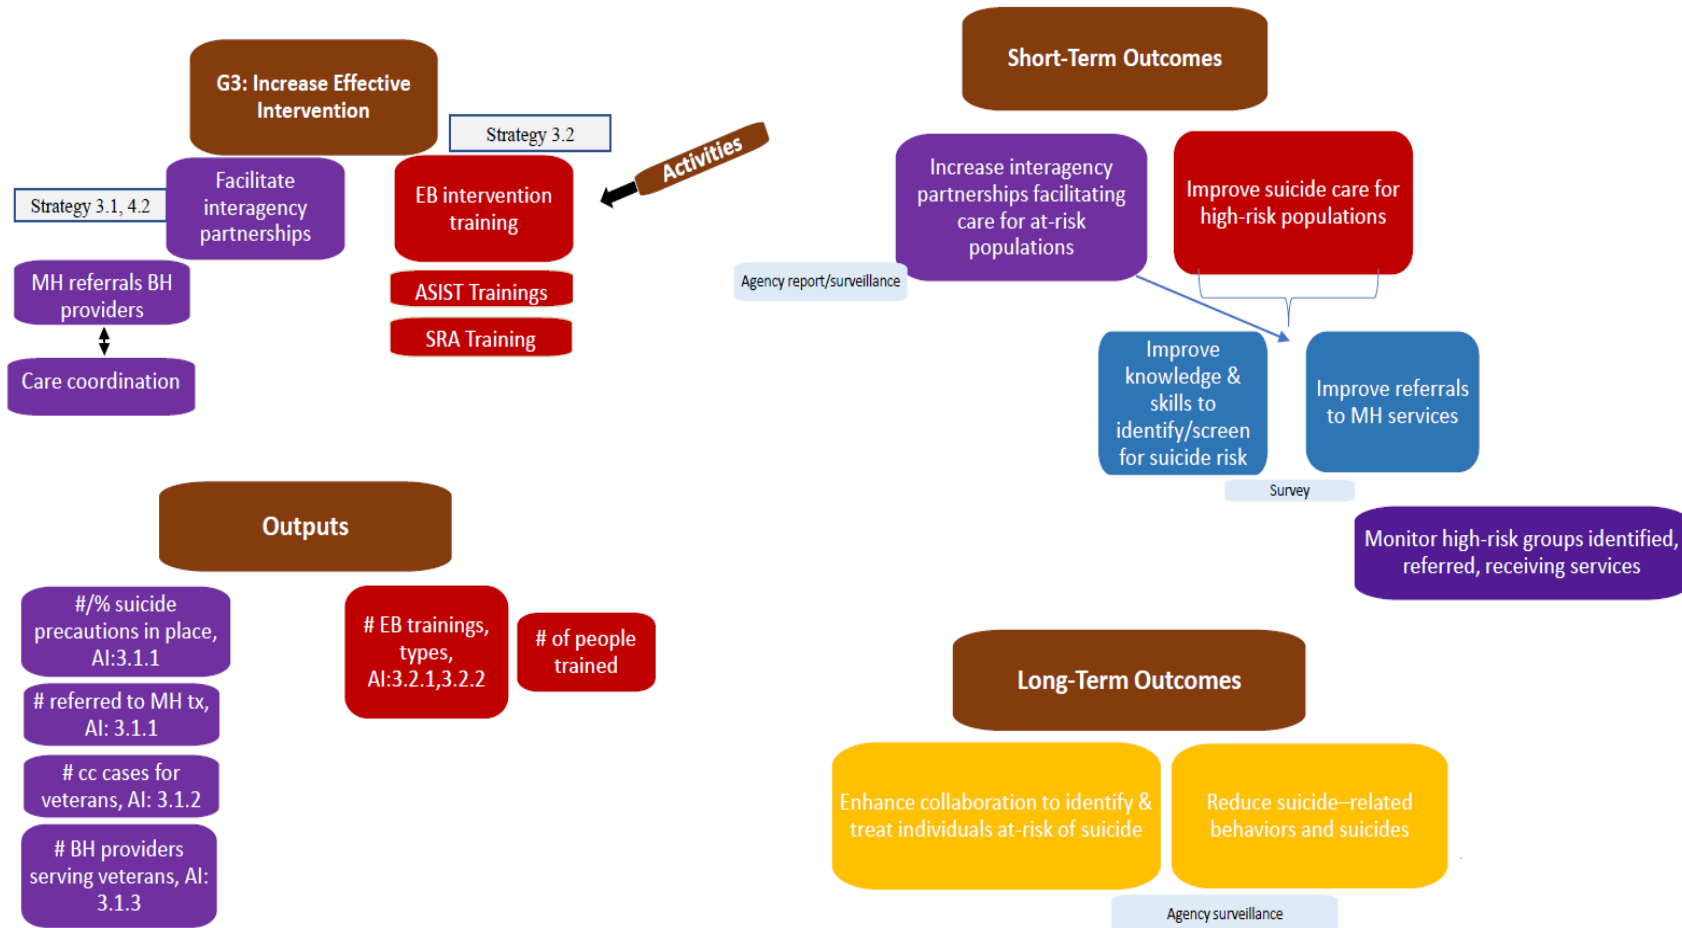 G3: Increase Effective
Intervention
Strategy 3.2
Activities
Facilitate
interagency
partnerships
EB intervention
training
Strategy 3.1, 4.2
MH referrals BH
providers
ASIST Trainings
SRA Training
Care coordination
Outputs
#/% suicide
precautions in place,
AI:3.1.1
# referred to MH tx,
AI: 3.1.1
# cc cases for
veterans, AI: 3.1.2
# BH providers
serving veterans, AI:
3.1.3
# EB trainings,
types,
AI:3.2.1,3.2.2
# of people
trained
Short-Term Outcomes
Increase interagency
partnerships facilitating
care for at-risk
populations
Improve suicide care for
high-risk populations
Agency report/surveillance
Improve
knowledge &
skills to
identify/screen
for suicide risk
Improve referrals
to MH services
Survey
Monitor high-risk groups identified,
referred, receiving services
Long-Term Outcomes
Enhance collaboration to identify &
treat individuals at-risk of suicide
Reduce suicide–related
behaviors and suicides
Agency surveillance